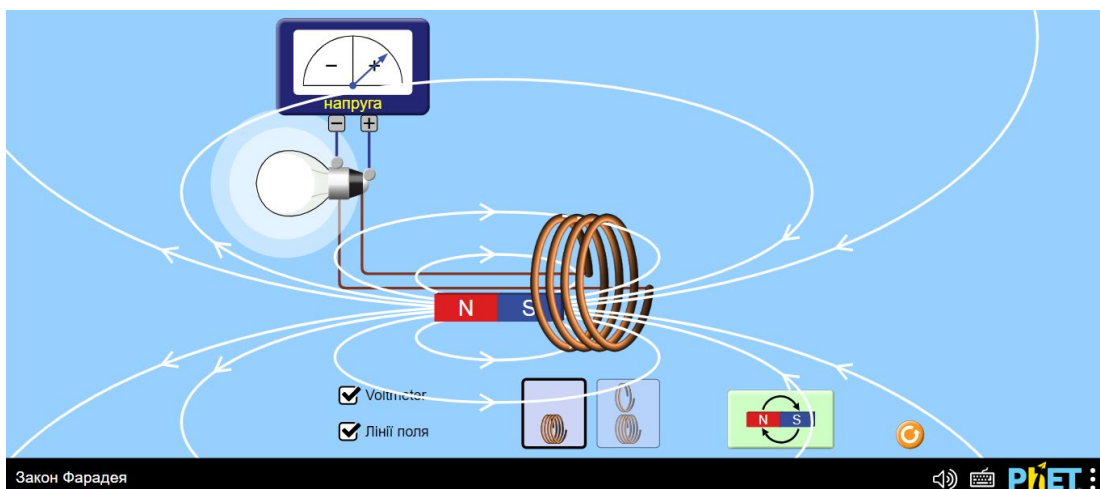 − +
напруга
− +
N S
Voltmeter
Лінії поля
N S
Закон Фарадея
PhET